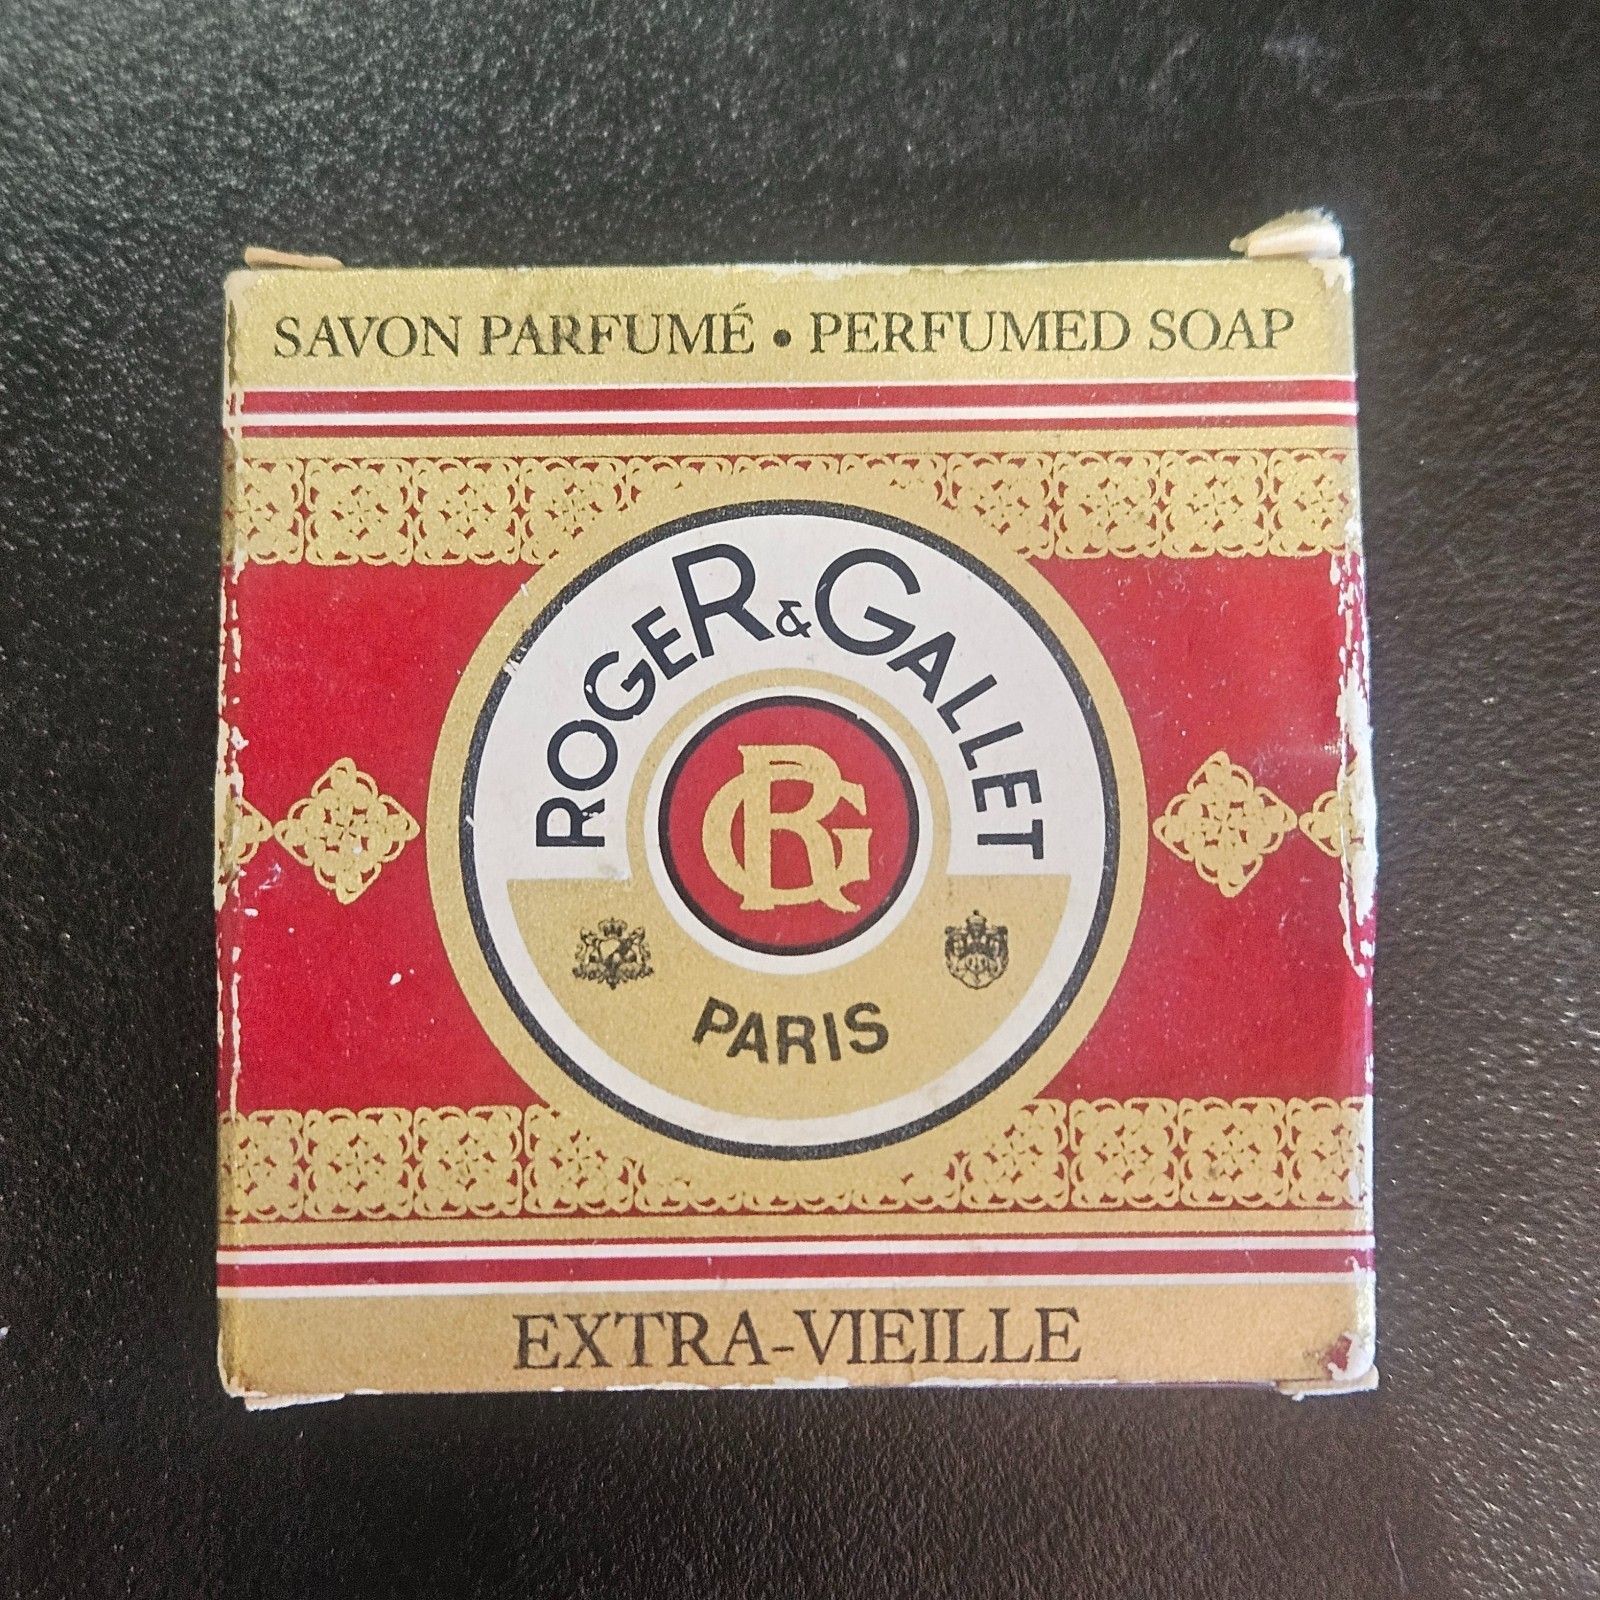 SAVON PARFUMÉ • PERFUMED SOAP
ROGER & GALLET
RG
PARIS
EXTRA-VIEILLE